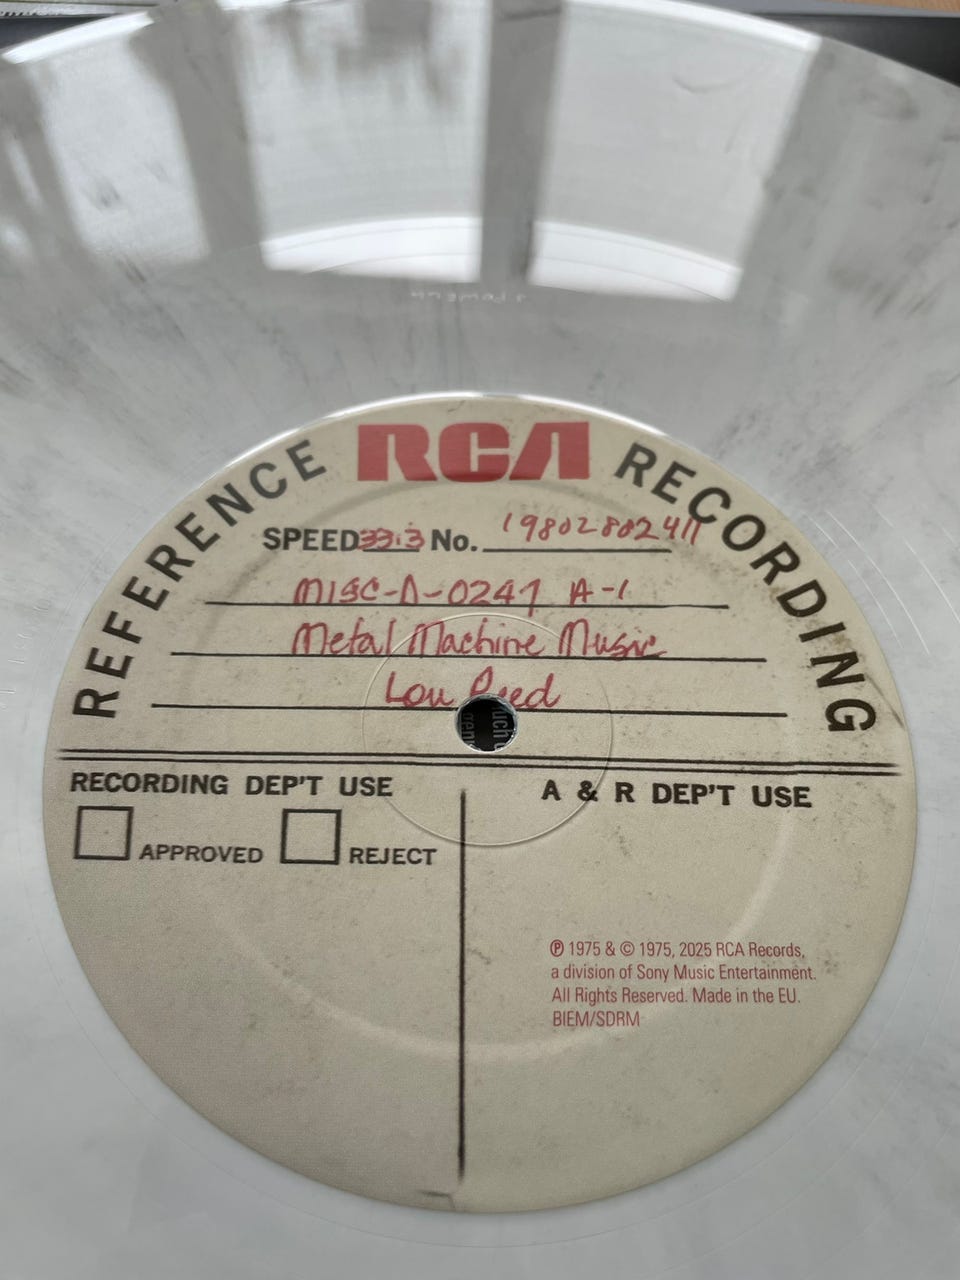 RCA
REFERENCE RECORDING
SPEED 33.3 No. 19802802411
MISC-A-0247 A-1
Metal Machine Music
Lou Reed
RECORDING DEP'T USE
APPROVED
REJECT
A & R DEP'T USE
℗ 1975 & © 1975, 2025 RCA Records,
a division of Sony Music Entertainment.
All Rights Reserved. Made in the EU.
BIEM/SDRM